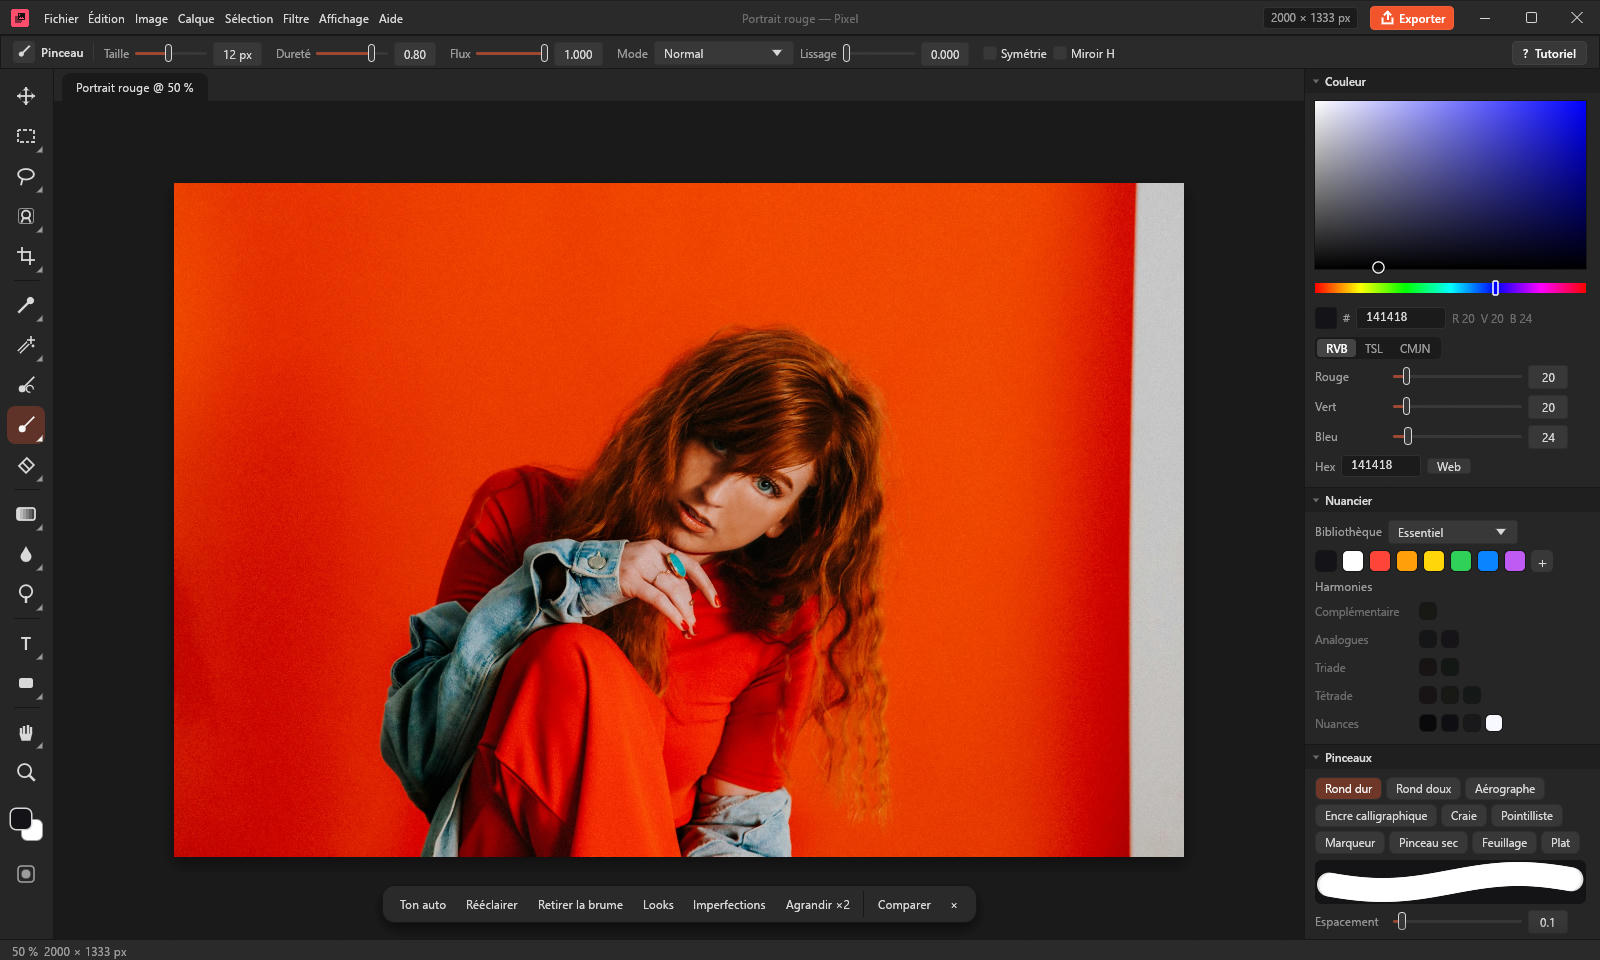 Fichier Édition Image Calque Sélection Filtre Affichage Aide
Portrait rouge — Pixel
2000 × 1333 px
Exporter
Pinceau
Taille 12 px
Dureté 0.80
Flux 1.000
Mode Normal
Lissage 0.000
Symétrie Miroir H
? Tutoriel
Portrait rouge @ 50 %
Couleur
# 141418 R 20 V 20 B 24
RVB TSL CMJN
Rouge 20
Vert 20
Bleu 24
Hex 141418 Web
Nuancier
Bibliothèque Essentiel
+
Harmonies
Complémentaire
Analogues
Triade
Tétrade
Nuances
Pinceaux
Rond dur Rond doux Aérographe
Encre calligraphique Craie Pointilliste
Marqueur Pinceau sec Feuillage Plat
Espacement 0.1
T
Ton auto Rééclairer Retirer la brume Looks Imperfections Agrandir ×2 Comparer ×
50 % 2000 × 1333 px